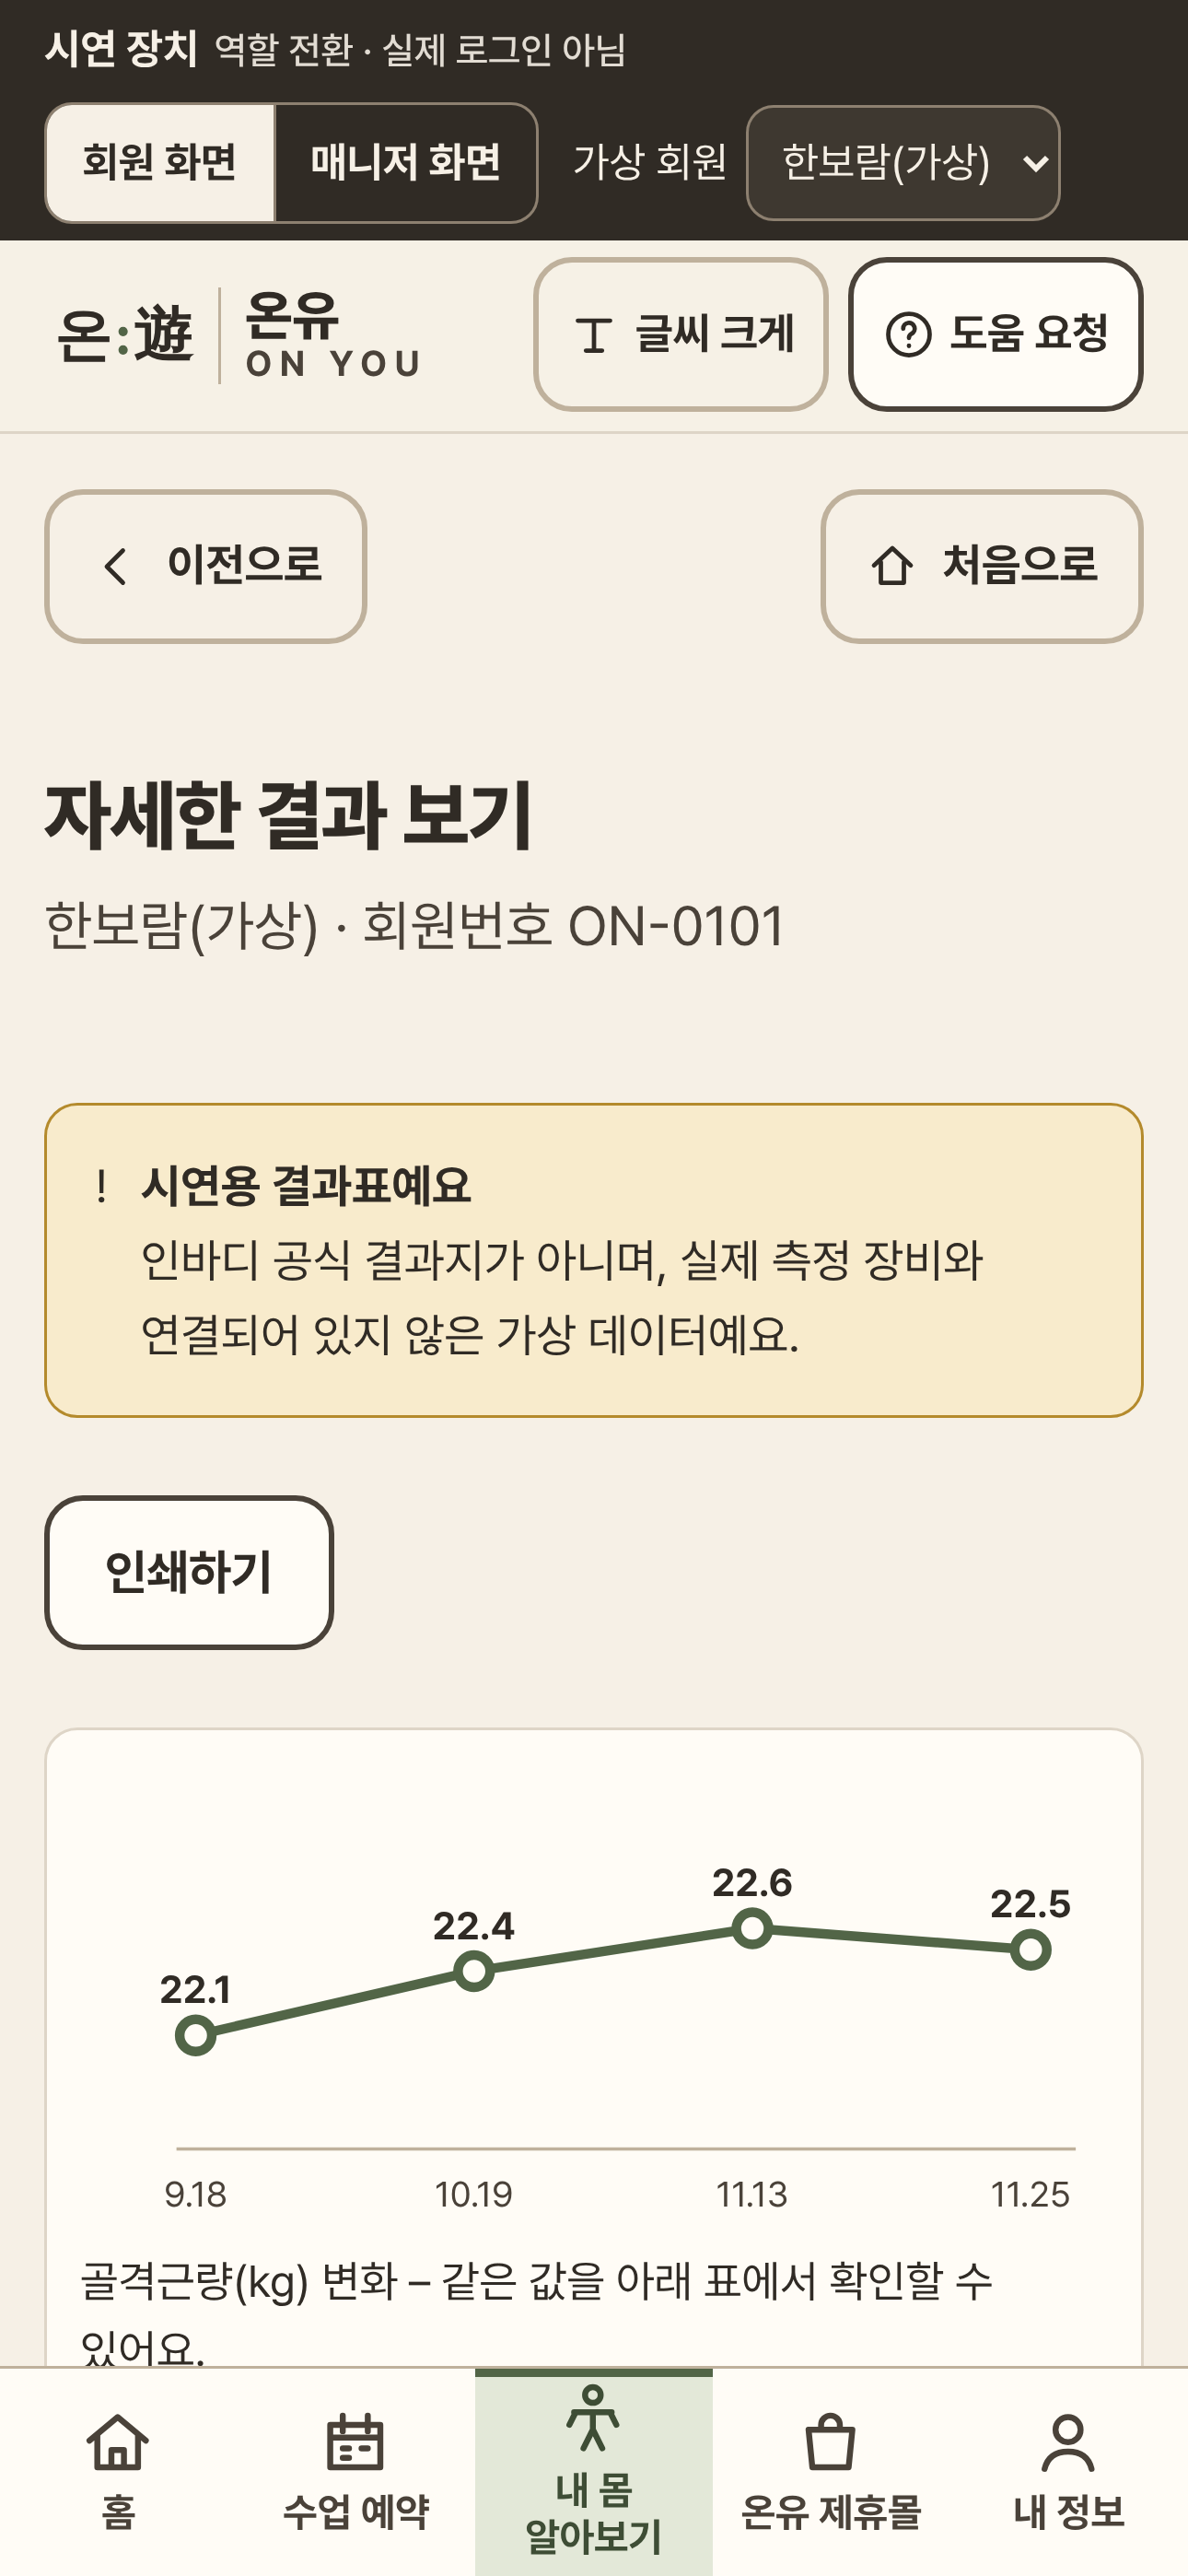 시연 장치 역할 전환 · 실제 로그인 아님
회원 화면 매니저 화면 가상 회원 한보람(가상)
온:遊 온유
ON YOU
글씨 크게 도움 요청
이전으로 처음으로
자세한 결과 보기
한보람(가상) · 회원번호 ON-0101
! 시연용 결과표예요
인바디 공식 결과지가 아니며, 실제 측정 장비와
연결되어 있지 않은 가상 데이터예요.
인쇄하기
22.1 22.4 22.6 22.5
9.18 10.19 11.13 11.25
골격근량(kg) 변화 – 같은 값을 아래 표에서 확인할 수
있어요.
홈 수업 예약 내 몸
알아보기 온유 제휴몰 내 정보